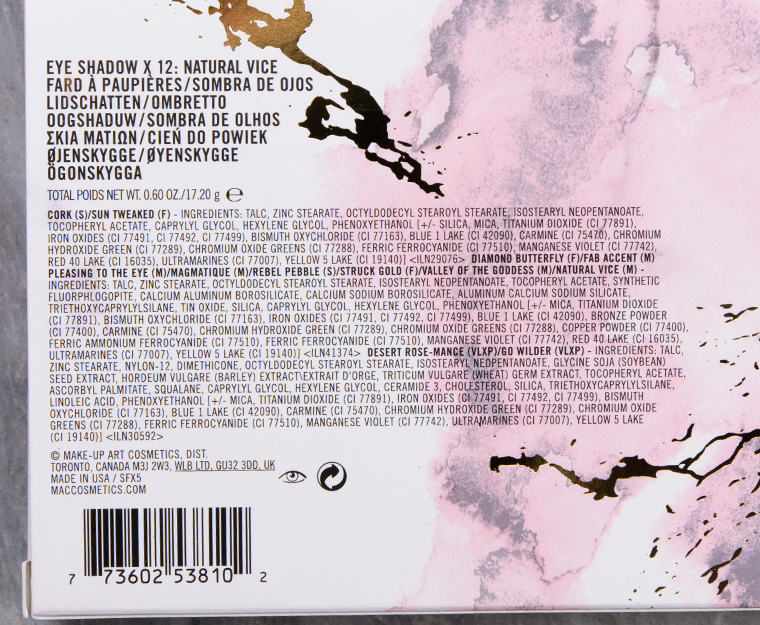 EYE SHADOW X 12: NATURAL VICE
FARD À PAUPIÈRES/SOMBRA DE OJOS
LIDSCHATTEN/OMBRETTO
OOGSHADUW/SOMBRA DE OLHOS
ΣΚΙΑ ΜΑΤΙΩΝ/CIEŃ DO POWIEK
ØJENSKYGGE/ØYENSKYGGE
ÖGONSKYGGA
TOTAL POIDS NET WT. 0.60 OZ./17.20 g ℮
CORK (S)/SUN TWEAKED (F) - INGREDIENTS: TALC, ZINC STEARATE, OCTYLDODECYL STEAROYL STEARATE, ISOSTEARYL NEOPENTANOATE,
TOCOPHERYL ACETATE, CAPRYLYL GLYCOL, HEXYLENE GLYCOL, PHENOXYETHANOL [+/- SILICA, MICA, TITANIUM DIOXIDE (CI 77891),
IRON OXIDES (CI 77491, CI 77492, CI 77499), BISMUTH OXYCHLORIDE (CI 77163), BLUE 1 LAKE (CI 42090), CARMINE (CI 75470), CHROMIUM
HYDROXIDE GREEN (CI 77289), CHROMIUM OXIDE GREENS (CI 77288), FERRIC FERROCYANIDE (CI 77510), MANGANESE VIOLET (CI 77742),
RED 40 LAKE (CI 16035), ULTRAMARINES (CI 77007), YELLOW 5 LAKE (CI 19140)] <ILN29076> DIAMOND BUTTERFLY (F)/FAB ACCENT (M)
PLEASING TO THE EYE (M)/MAGMATIQUE (M)/REBEL PEBBLE (S)/STRUCK GOLD (F)/VALLEY OF THE GODDESS (M)/NATURAL VICE (M) -
INGREDIENTS: TALC, ZINC STEARATE, OCTYLDODECYL STEAROYL STEARATE, ISOSTEARYL NEOPENTANOATE, TOCOPHERYL ACETATE, SYNTHETIC
FLUORPHLOGOPITE, CALCIUM ALUMINUM BOROSILICATE, CALCIUM SODIUM BOROSILICATE, ALUMINUM CALCIUM SODIUM SILICATE,
TRIETHOXYCAPRYLYLSILANE, TIN OXIDE, SILICA, CAPRYLYL GLYCOL, HEXYLENE GLYCOL, PHENOXYETHANOL [+/- MICA, TITANIUM DIOXIDE
(CI 77891), BISMUTH OXYCHLORIDE (CI 77163), IRON OXIDES (CI 77491, CI 77492, CI 77499), BLUE 1 LAKE (CI 42090), BRONZE POWDER
(CI 77400), CARMINE (CI 75470), CHROMIUM HYDROXIDE GREEN (CI 77289), CHROMIUM OXIDE GREENS (CI 77288), COPPER POWDER (CI 77400),
FERRIC AMMONIUM FERROCYANIDE (CI 77510), FERRIC FERROCYANIDE (CI 77510), MANGANESE VIOLET (CI 77742), RED 40 LAKE (CI 16035),
ULTRAMARINES (CI 77007), YELLOW 5 LAKE (CI 19140)] <ILN41374> DESERT ROSE-MANCE (VLXP)/GO WILDER (VLXP) - INGREDIENTS: TALC,
ZINC STEARATE, NYLON-12, DIMETHICONE, OCTYLDODECYL STEAROYL STEARATE, ISOSTEARYL NEOPENTANOATE, GLYCINE SOJA (SOYBEAN)
SEED EXTRACT, HORDEUM VULGARE (BARLEY) EXTRACT\EXTRAIT D'ORGE, TRITICUM VULGARE (WHEAT) GERM EXTRACT, TOCOPHERYL ACETATE,
ASCORBYL PALMITATE, SQUALANE, CAPRYLYL GLYCOL, HEXYLENE GLYCOL, CERAMIDE 3, CHOLESTEROL, SILICA, TRIETHOXYCAPRYLYLSILANE,
LINOLEIC ACID, PHENOXYETHANOL [+/- MICA, TITANIUM DIOXIDE (CI 77891), IRON OXIDES (CI 77491, CI 77492, CI 77499), BISMUTH
OXYCHLORIDE (CI 77163), BLUE 1 LAKE (CI 42090), CARMINE (CI 75470), CHROMIUM HYDROXIDE GREEN (CI 77289), CHROMIUM OXIDE
GREENS (CI 77288), FERRIC FERROCYANIDE (CI 77510), MANGANESE VIOLET (CI 77742), ULTRAMARINES (CI 77007), YELLOW 5 LAKE
(CI 19140)] <ILN30592>
© MAKE-UP ART COSMETICS, DIST.
TORONTO, CANADA M3J 2W3, WLB LTD, GU32 3DD, UK
MADE IN USA / SFX5
MACCOSMETICS.COM
7 73602 53810 2